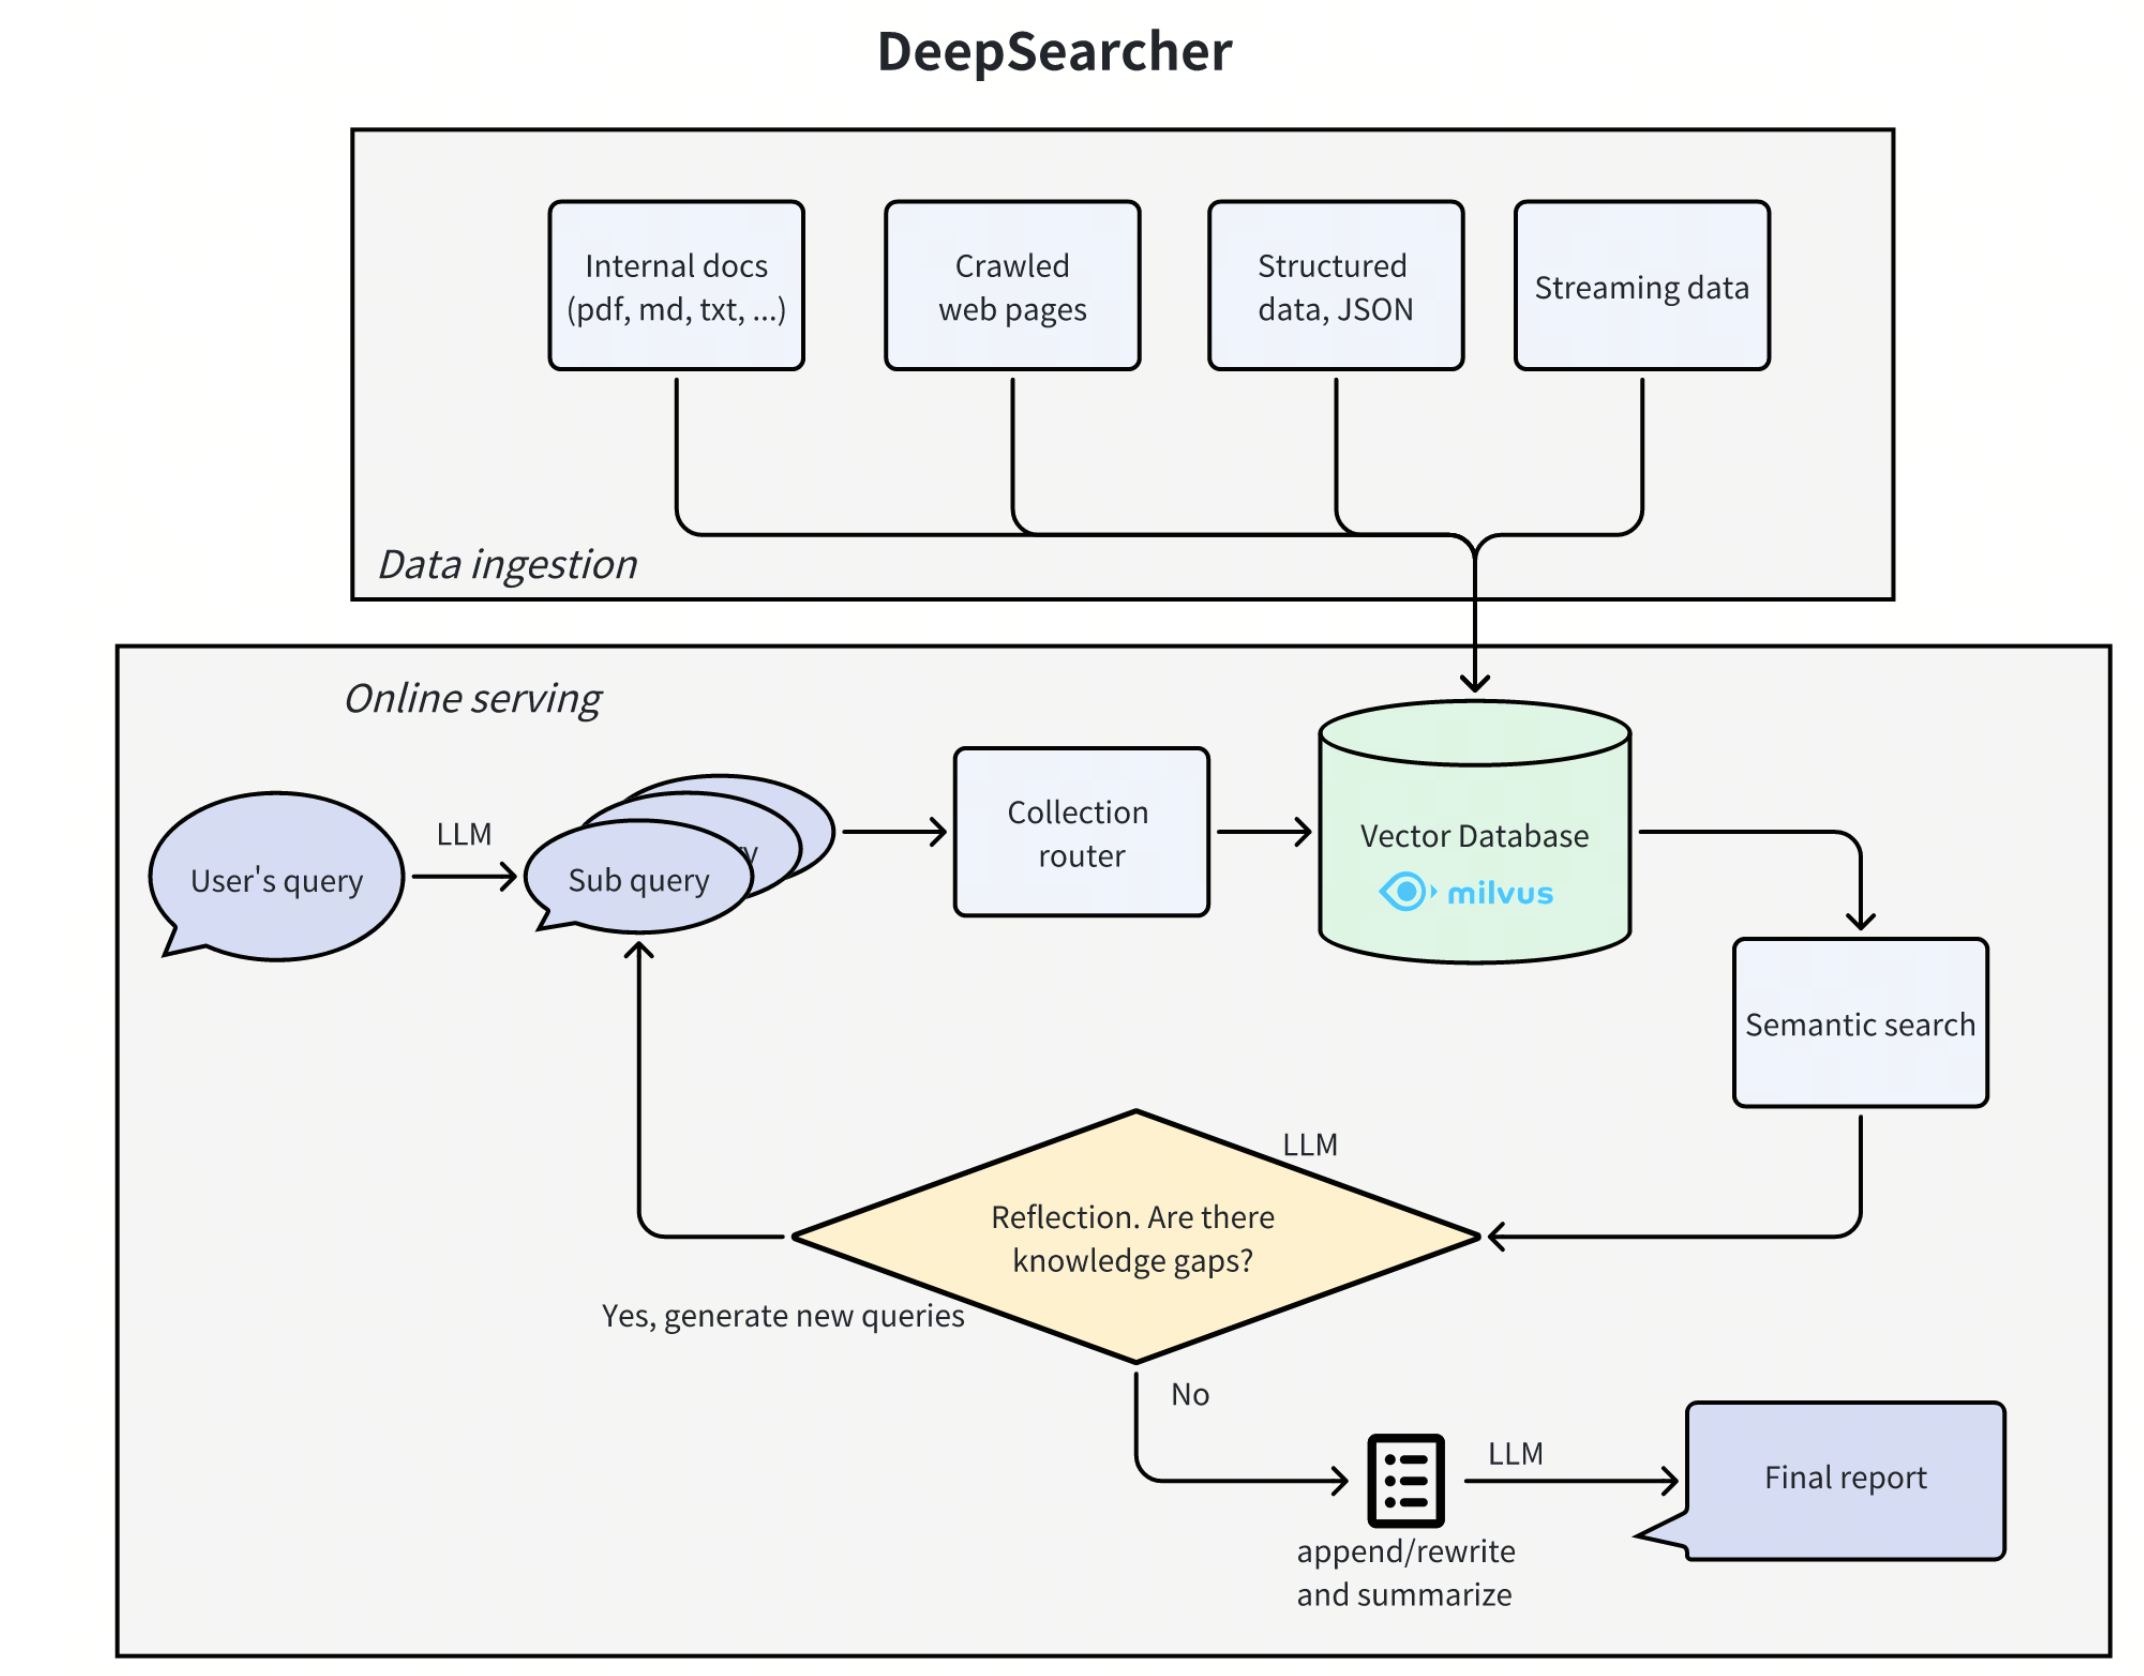 DeepSearcher
Internal docs
(pdf, md, txt, ...)
Crawled
web pages
Structured
data, JSON
Streaming data
Data ingestion
Online serving
User's query
LLM
Sub query
Collection
router
Vector Database
milvus
Semantic search
LLM
Reflection. Are there
knowledge gaps?
Yes, generate new queries
No
append/rewrite
and summarize
LLM
Final report